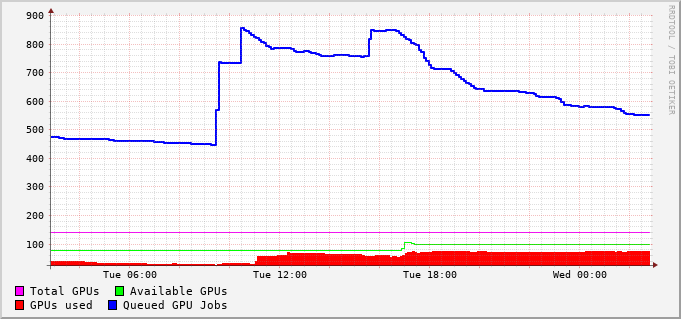 900
800
700
600
500
400
300
200
100
Tue 06:00 Tue 12:00 Tue 18:00 Wed 00:00
Total GPUs Available GPUs
GPUs used Queued GPU Jobs
RRDTOOL / TOBI OETIKER